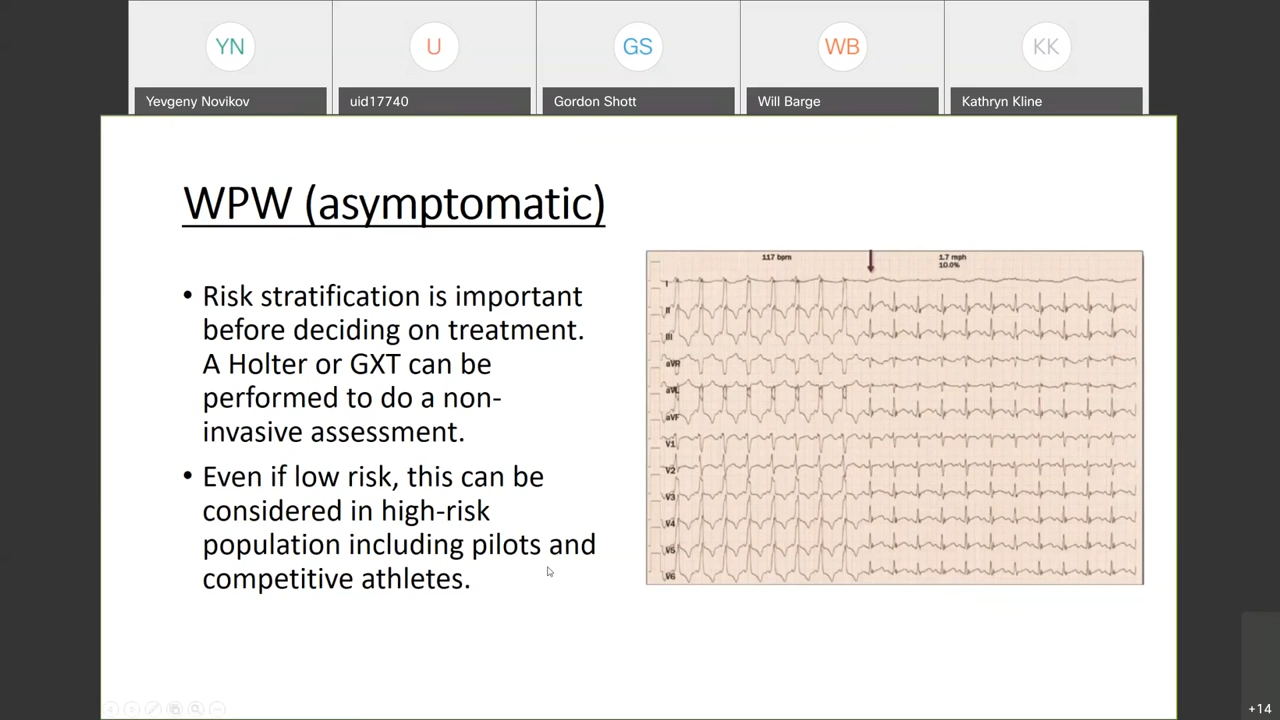 YN
U
GS
WB
KK
Yevgeny Novikov
uid17740
Gordon Shott
Will Barge
Kathryn Kline
WPW (asymptomatic)
• Risk stratification is important
before deciding on treatment.
A Holter or GXT can be
performed to do a non-
invasive assessment.
• Even if low risk, this can be
considered in high-risk
population including pilots and
competitive athletes.
117 bpm
1.7 mph
10.0%
I
II
III
aVR
aVL
aVF
V1
V2
V3
V4
V5
V6
+14